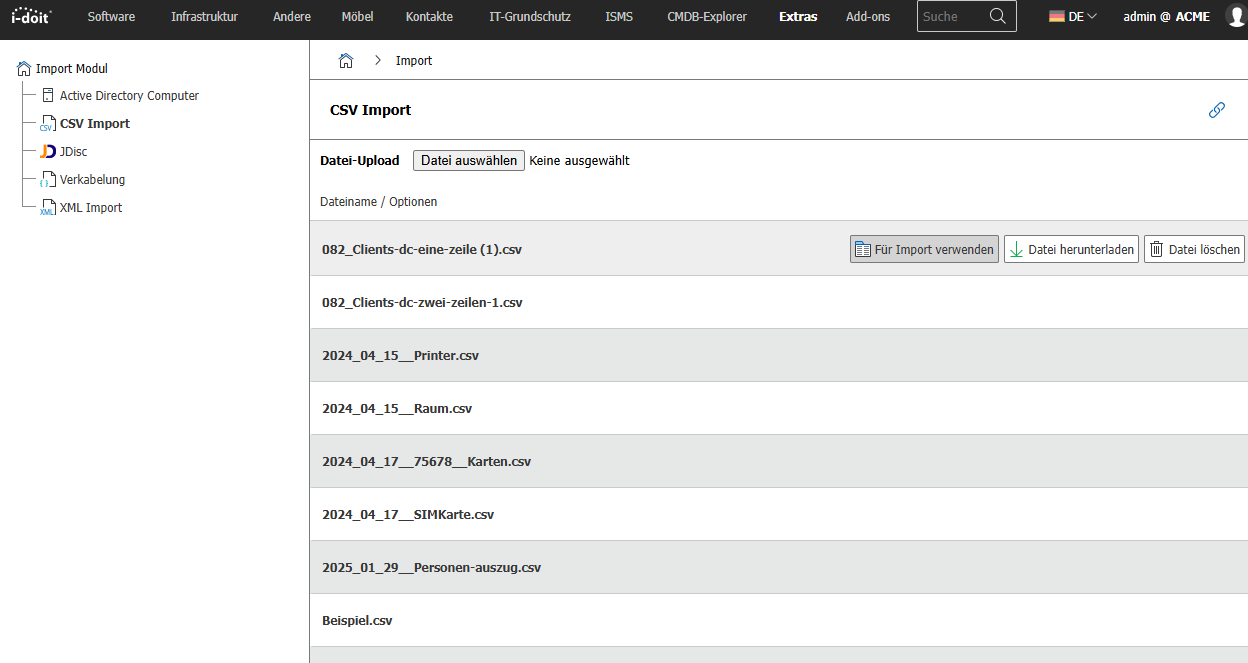 i-doit Software Infrastruktur Andere Möbel Kontakte IT-Grundschutz ISMS CMDB-Explorer Extras Add-ons Suche DE admin @ ACME
Import Modul
Active Directory Computer
CSV CSV Import
JD JDisc
Verkabelung
XML XML Import
Import
CSV Import
Datei-Upload Datei auswählen Keine ausgewählt
Dateiname / Optionen
082_Clients-dc-eine-zeile (1).csv Für Import verwenden Datei herunterladen Datei löschen
082_Clients-dc-zwei-zeilen-1.csv
2024_04_15__Printer.csv
2024_04_15__Raum.csv
2024_04_17__75678__Karten.csv
2024_04_17__SIMKarte.csv
2025_01_29__Personen-auszug.csv
Beispiel.csv